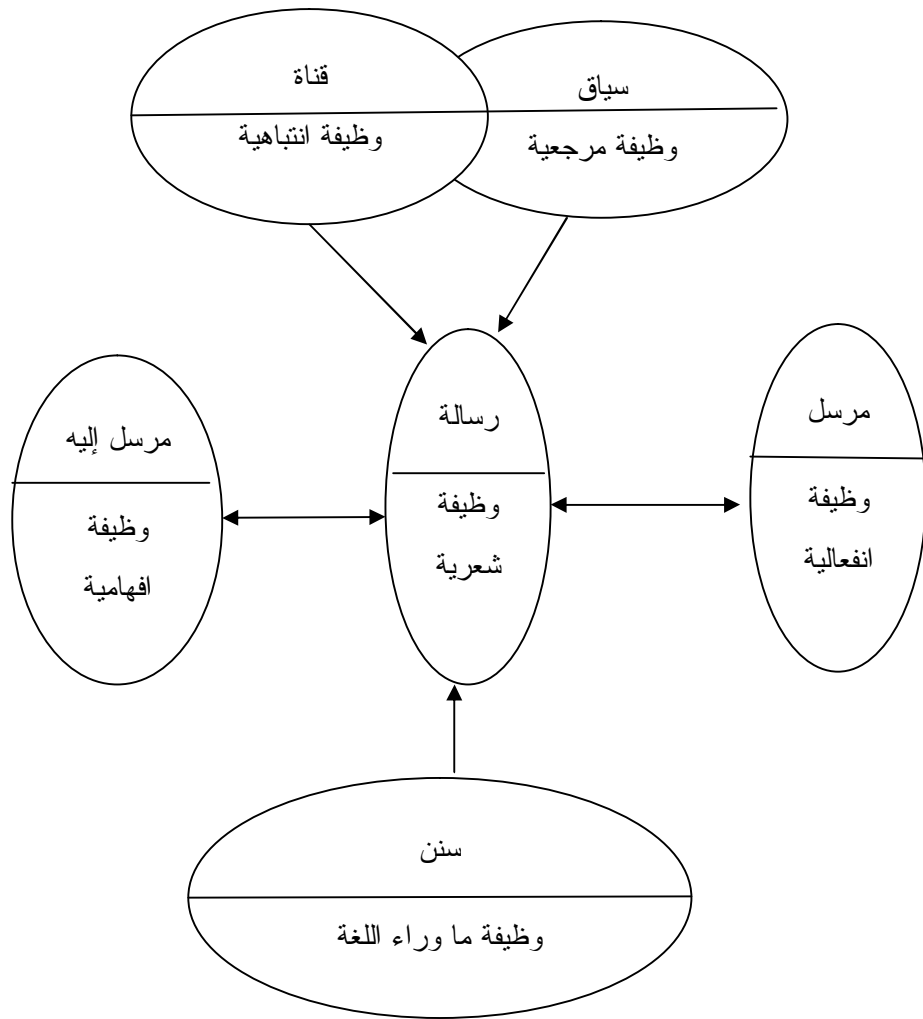 سياق
وظيفة مرجعية
قناة
وظيفة انتباهية
مرسل
وظيفة
انفعالية
رسالة
وظيفة
شعرية
مرسل إليه
وظيفة
افهامية
سنن
وظيفة ما وراء اللغة